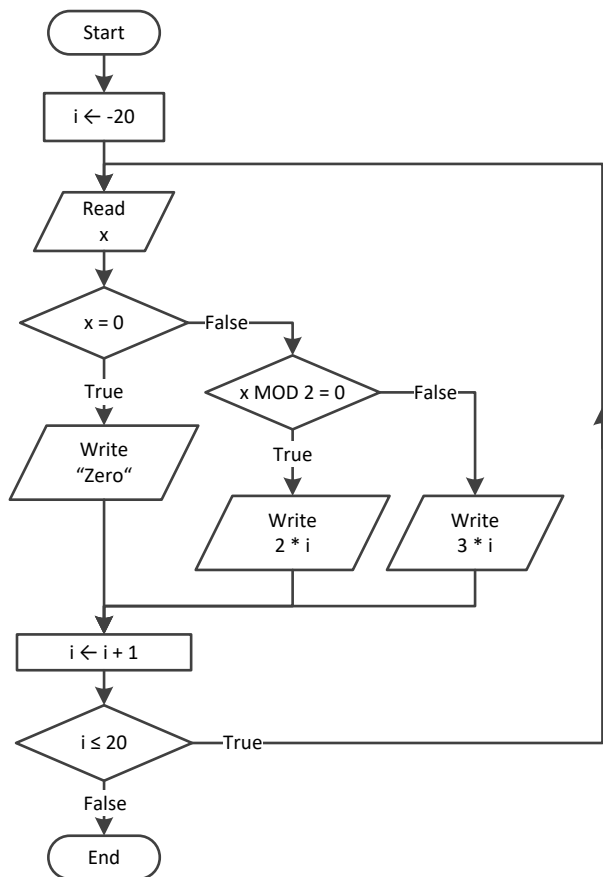 Start
i ← -20
Read
x
x = 0
False
True
x MOD 2 = 0
False
True
Write
“Zero“
Write
2 * i
Write
3 * i
i ← i + 1
i ≤ 20
True
False
End